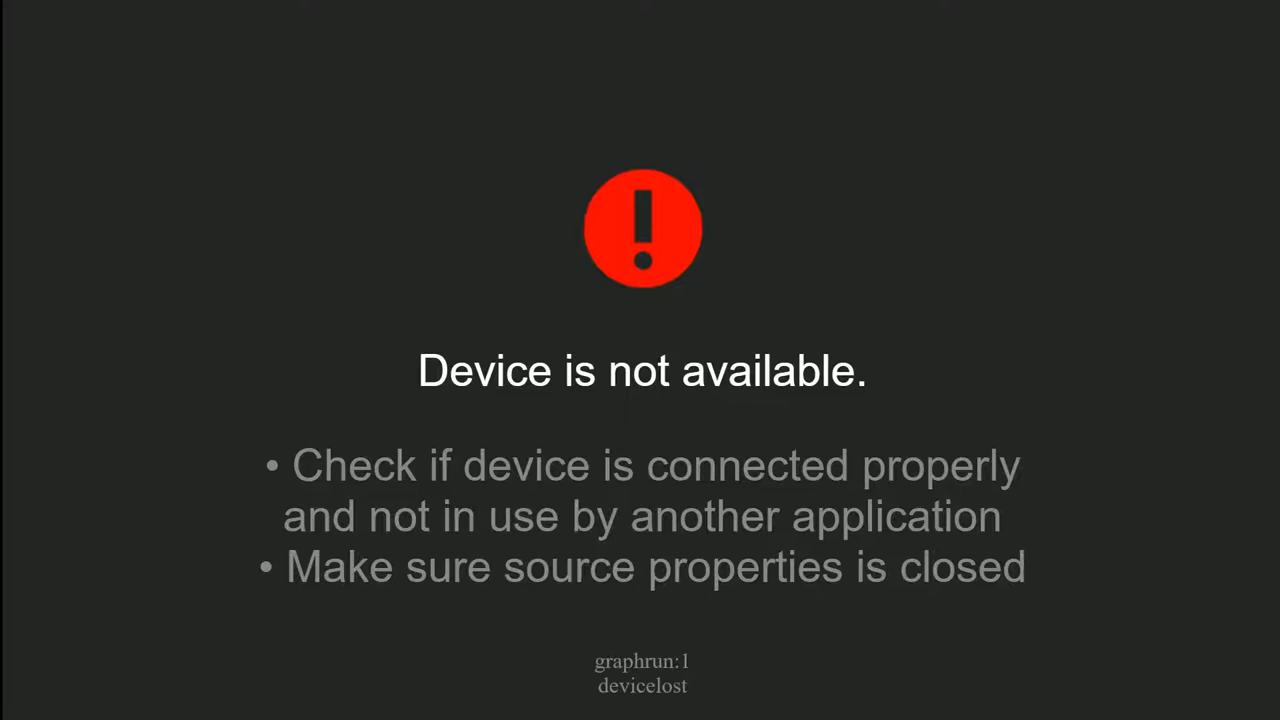 Device is not available.
• Check if device is connected properly
and not in use by another application
• Make sure source properties is closed
graphrun:1
devicelost